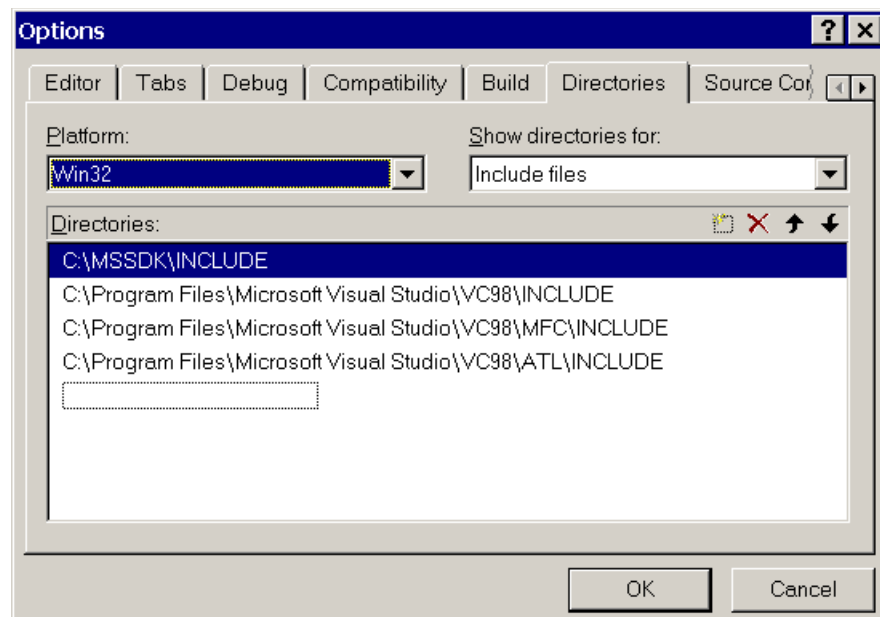 Options
Editor Tabs Debug Compatibility Build Directories Source Cor
Platform: Show directories for:
Win32 Include files
Directories:
C:\MSSDK\INCLUDE
C:\Program Files\Microsoft Visual Studio\VC98\INCLUDE
C:\Program Files\Microsoft Visual Studio\VC98\MFC\INCLUDE
C:\Program Files\Microsoft Visual Studio\VC98\ATL\INCLUDE
OK Cancel